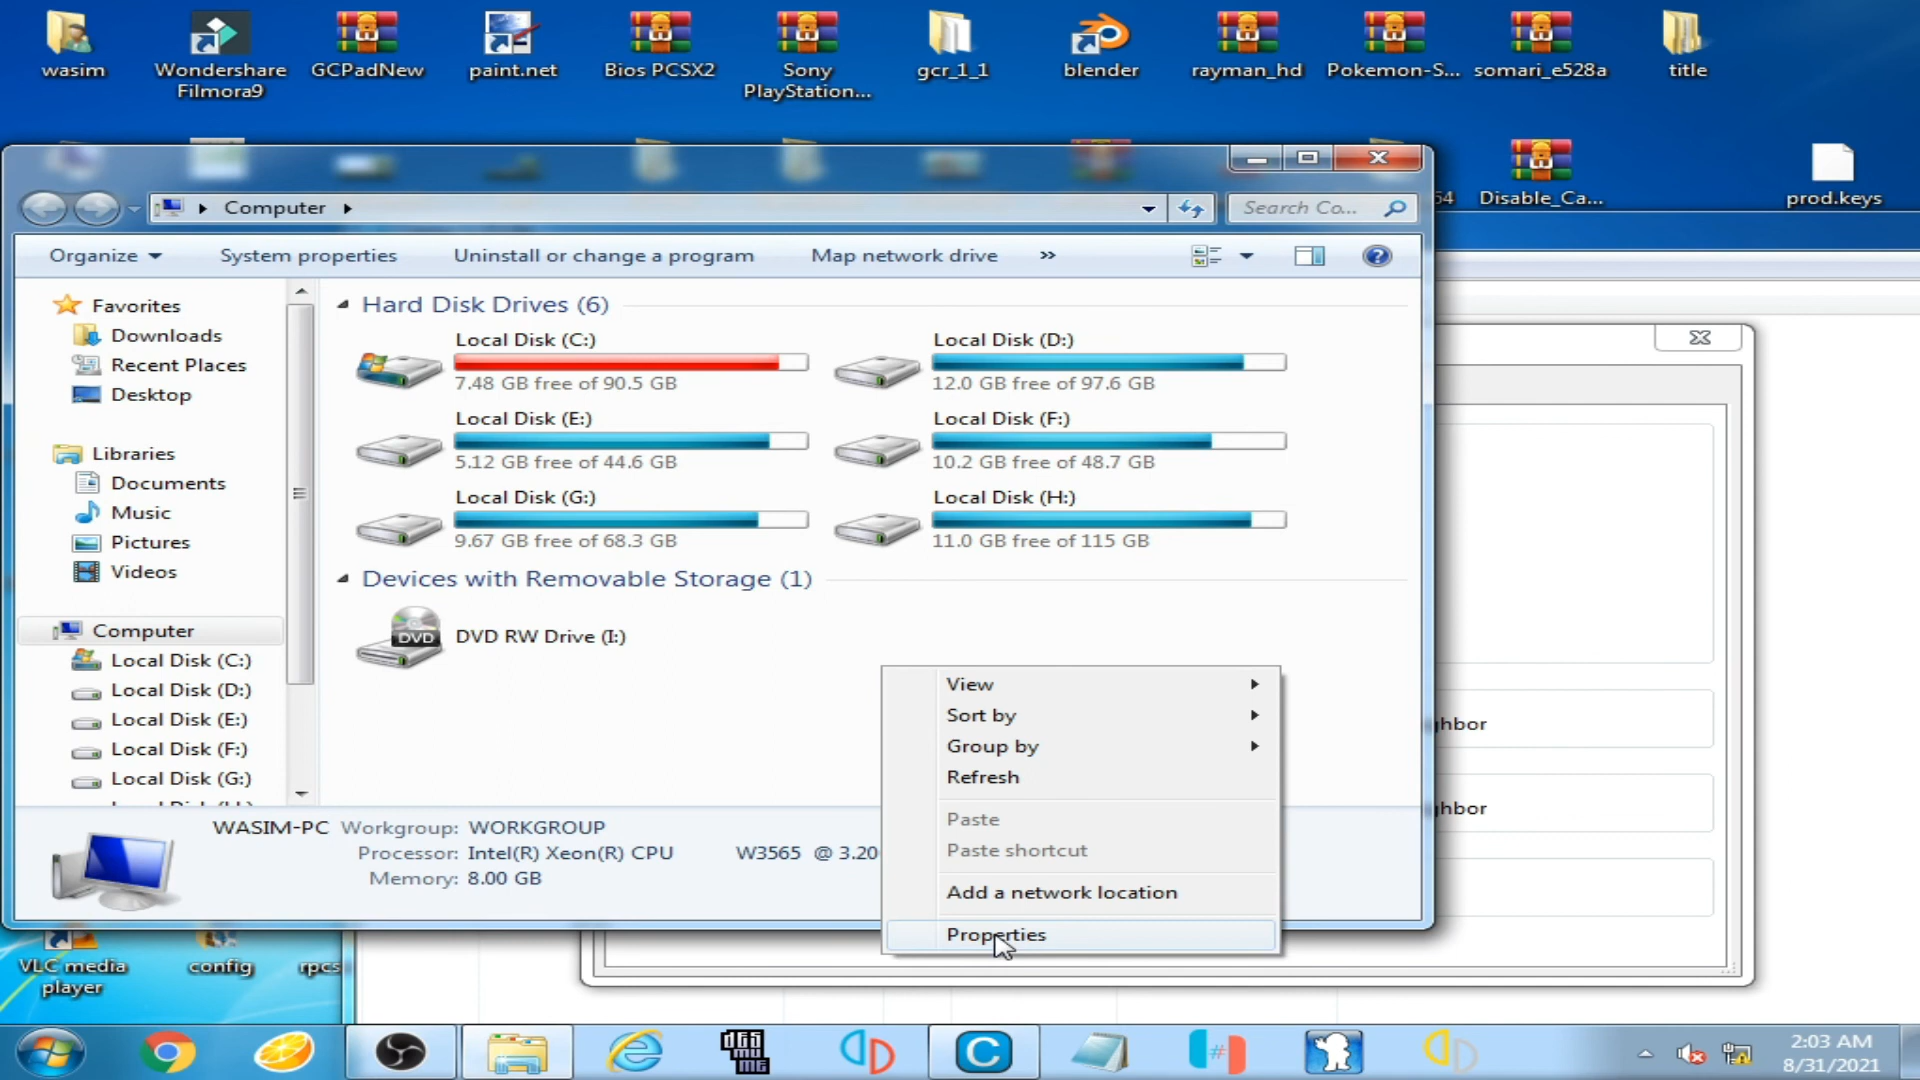 wasim
Wondershare
Filmora9
GCPadNew
paint.net
Bios PCSX2
Sony
PlayStation...
gcr_1_1
blender
rayman_hd
Pokemon-S...
somari_e528a
title
64
Disable_Ca...
prod.keys
Computer
Search Co...
Organize
System properties
Uninstall or change a program
Map network drive
»
Favorites
Downloads
Recent Places
Desktop
Libraries
Documents
Music
Pictures
Videos
Computer
Local Disk (C:)
Local Disk (D:)
Local Disk (E:)
Local Disk (F:)
Local Disk (G:)
Hard Disk Drives (6)
Local Disk (C:)
7.48 GB free of 90.5 GB
Local Disk (D:)
12.0 GB free of 97.6 GB
Local Disk (E:)
5.12 GB free of 44.6 GB
Local Disk (F:)
10.2 GB free of 48.7 GB
Local Disk (G:)
9.67 GB free of 68.3 GB
Local Disk (H:)
11.0 GB free of 115 GB
Devices with Removable Storage (1)
DVD
DVD RW Drive (I:)
View
Sort by
Group by
Refresh
Paste
Paste shortcut
Add a network location
Properties
hbor
hbor
WASIM-PC Workgroup: WORKGROUP
Processor: Intel(R) Xeon(R) CPU W3565 @ 3.20
Memory: 8.00 GB
VLC media
player
config
rpcs
2:03 AM
8/31/2021